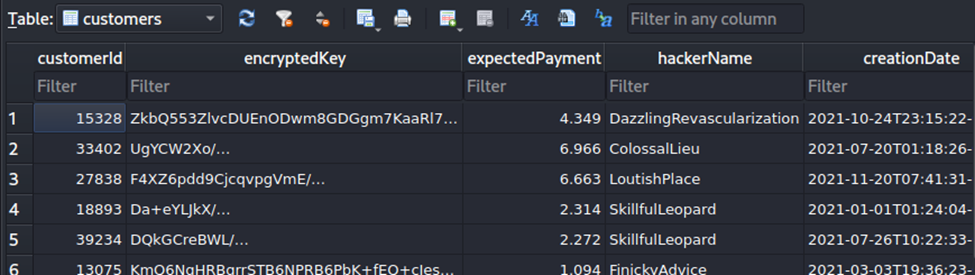 Table: customers Filter in any column
customerId encryptedKey expectedPayment hackerName creationDate
Filter Filter Filter Filter Filter
1 15328 ZkbQ553ZlvcDUEnODwm8GDGgm7KaaRl7... 4.349 DazzlingRevascularization 2021-10-24T23:15:22-
2 33402 UgYCW2Xo/... 6.966 ColossalLieu 2021-07-20T01:18:26-
3 27838 F4XZ6pdd9CjcqvpgVmE/... 6.663 LoutishPlace 2021-11-20T07:41:31-
4 18893 Da+eYLJkX/... 2.314 SkillfulLeopard 2021-01-01T01:24:04-
5 39234 DQkGCreBWL/... 2.272 SkillfulLeopard 2021-07-26T10:22:33-
6 13075 KmO6NgHRBgrrSTB6NPRB6PbK+fEO+cJes... 1.094 FinickyAdvice 2021-03-03T19:36:23-